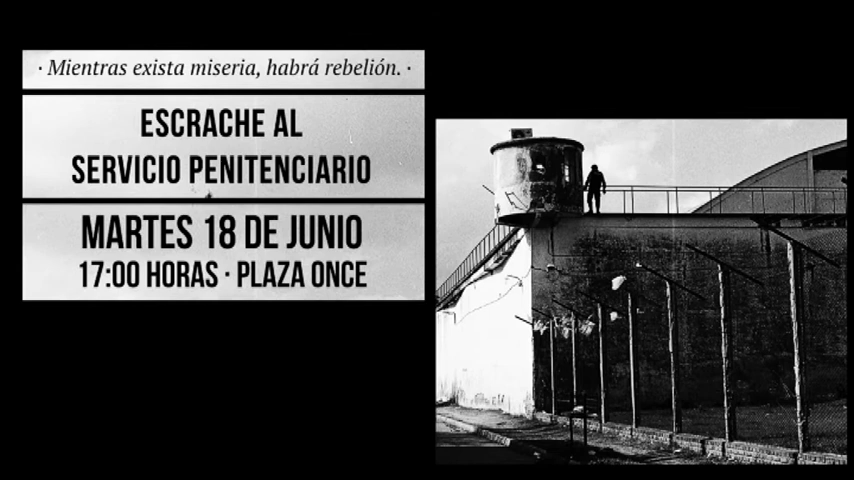 · Mientras exista miseria, habrá rebelión. ·
ESCRACHE AL
SERVICIO PENITENCIARIO
MARTES 18 DE JUNIO
17:00 HORAS · PLAZA ONCE